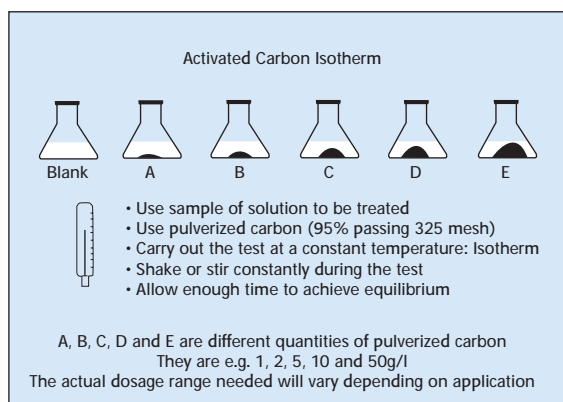 Activated Carbon Isotherm
Blank A B C D E
• Use sample of solution to be treated
• Use pulverized carbon (95% passing 325 mesh)
• Carry out the test at a constant temperature: Isotherm
• Shake or stir constantly during the test
• Allow enough time to achieve equilibrium
A, B, C, D and E are different quantities of pulverized carbon
They are e.g. 1, 2, 5, 10 and 50g/l
The actual dosage range needed will vary depending on application